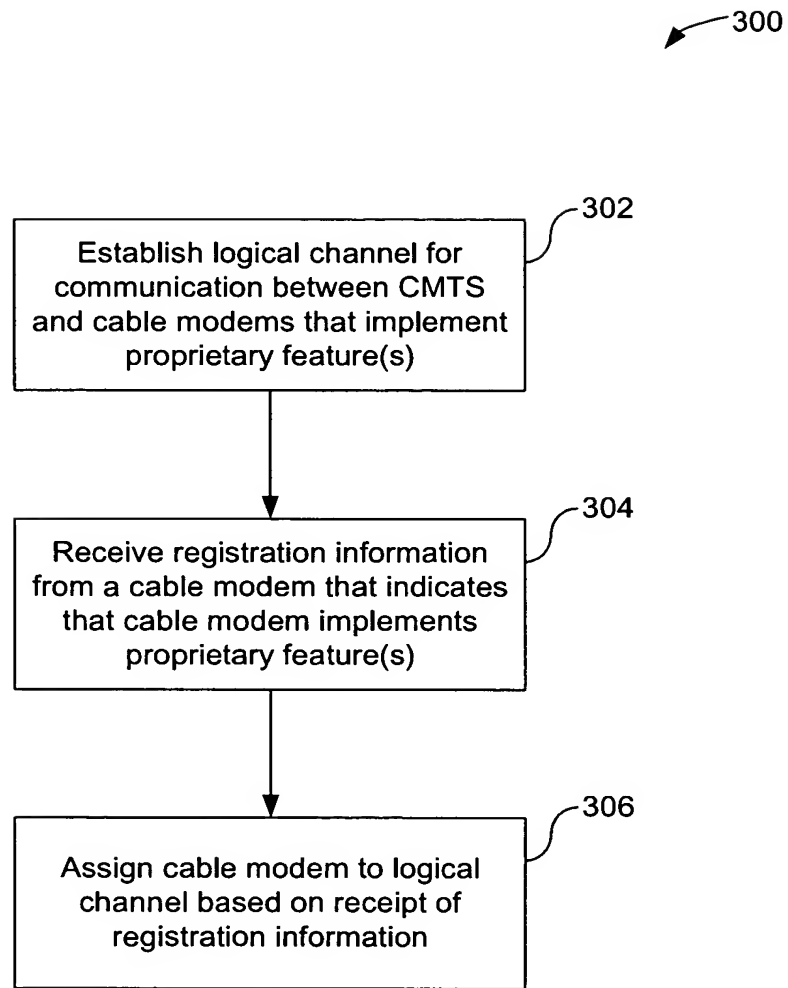 300
302
Establish logical channel for
communication between CMTS
and cable modems that implement
proprietary feature(s)
304
Receive registration information
from a cable modem that indicates
that cable modem implements
proprietary feature(s)
306
Assign cable modem to logical
channel based on receipt of
registration information